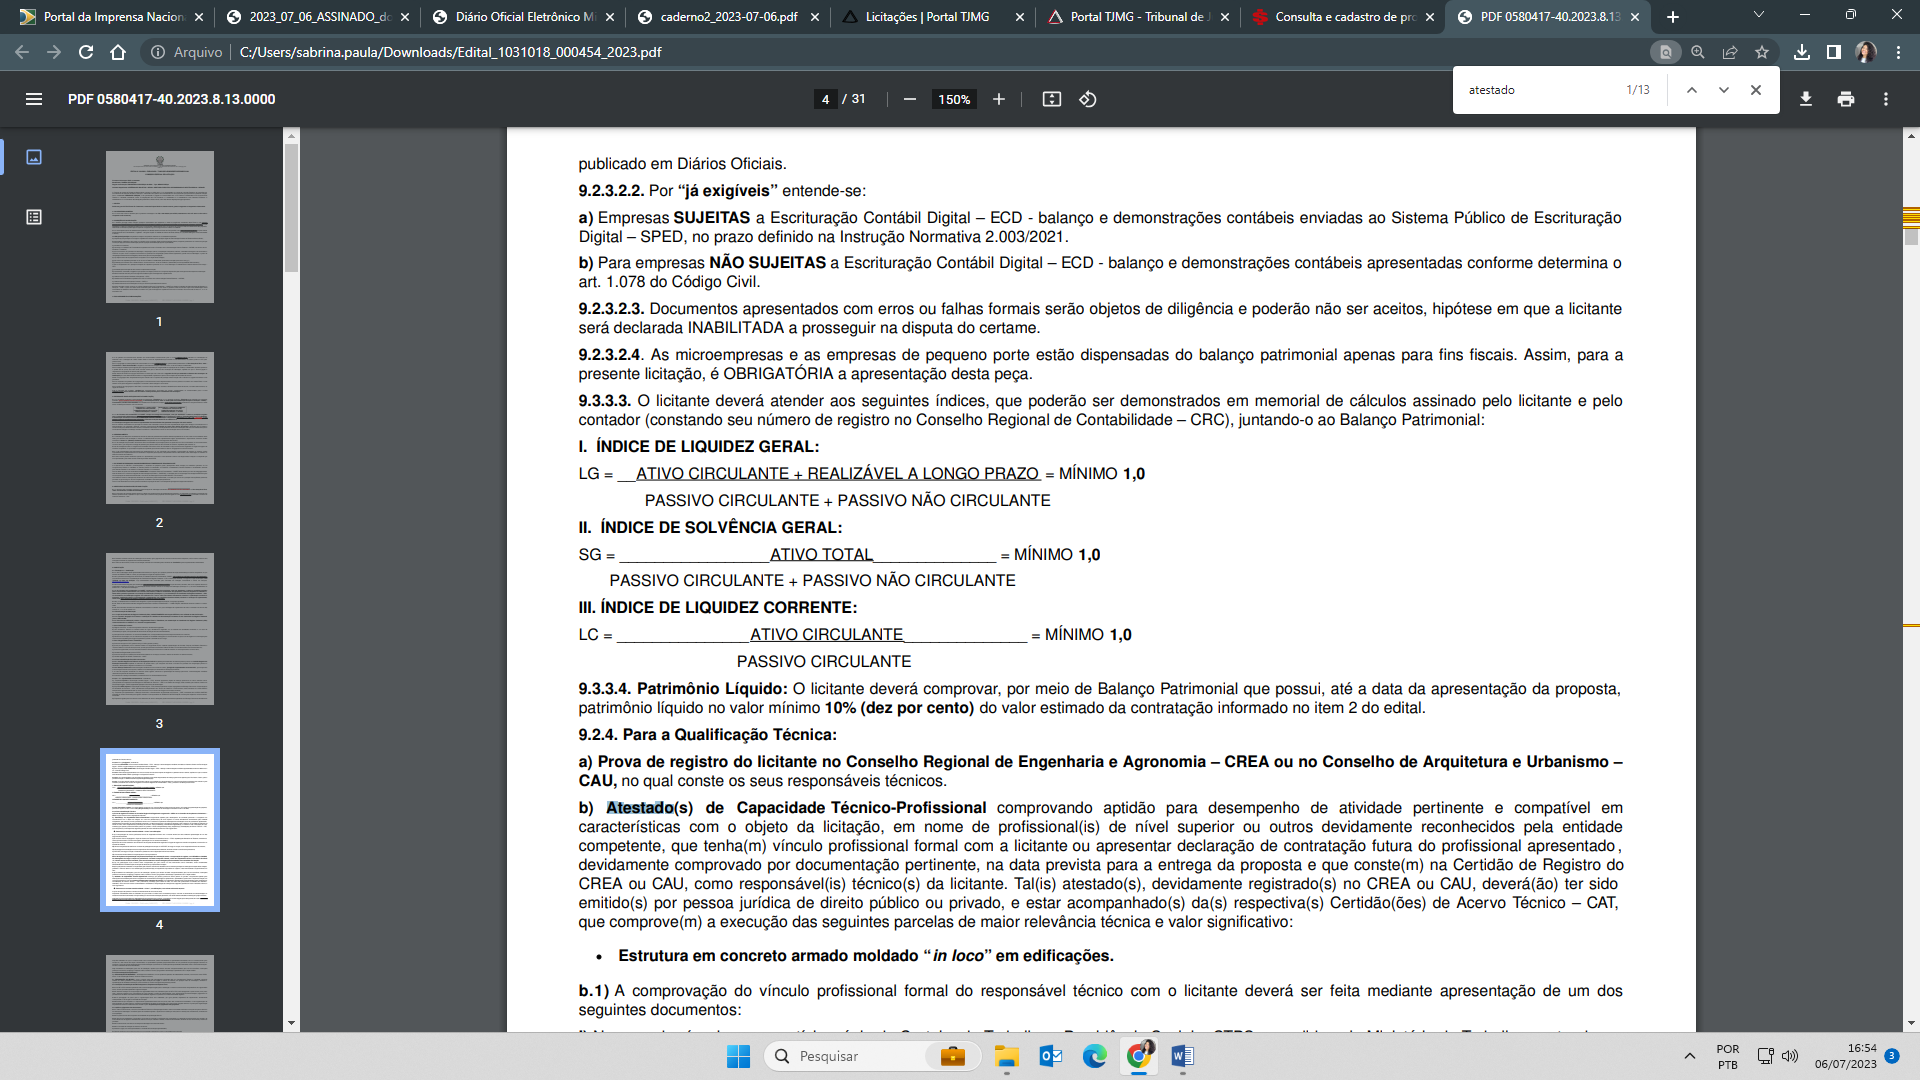 Portal da Imprensa Nacion
2023_07_06_ASSINADO_do
Diário Oficial Eletrônico Mi
caderno2_2023-07-06.pdf
Licitações | Portal TJMG
Portal TJMG - Tribunal de J
Consulta e cadastro de pro
PDF 0580417-40.2023.8.13
Arquivo
C:/Users/sabrina.paula/Downloads/Edital_1031018_000454_2023.pdf
PDF 0580417-40.2023.8.13.0000
4 / 31
150%
atestado 1/13
1
2
3
4
publicado em Diários Oficiais.
9.2.3.2.2. Por “já exigíveis” entende-se:
a) Empresas SUJEITAS a Escrituração Contábil Digital – ECD - balanço e demonstrações contábeis enviadas ao Sistema Público de Escrituração
Digital – SPED, no prazo definido na Instrução Normativa 2.003/2021.
b) Para empresas NÃO SUJEITAS a Escrituração Contábil Digital – ECD - balanço e demonstrações contábeis apresentadas conforme determina o
art. 1.078 do Código Civil.
9.2.3.2.3. Documentos apresentados com erros ou falhas formais serão objetos de diligência e poderão não ser aceitos, hipótese em que a licitante
será declarada INABILITADA a prosseguir na disputa do certame.
9.2.3.2.4. As microempresas e as empresas de pequeno porte estão dispensadas do balanço patrimonial apenas para fins fiscais. Assim, para a
presente licitação, é OBRIGATÓRIA a apresentação desta peça.
9.3.3.3. O licitante deverá atender aos seguintes índices, que poderão ser demonstrados em memorial de cálculos assinado pelo licitante e pelo
contador (constando seu número de registro no Conselho Regional de Contabilidade – CRC), juntando-o ao Balanço Patrimonial:
I. ÍNDICE DE LIQUIDEZ GERAL:
LG = __ATIVO CIRCULANTE + REALIZÁVEL A LONGO PRAZO = MÍNIMO 1,0
PASSIVO CIRCULANTE + PASSIVO NÃO CIRCULANTE
II. ÍNDICE DE SOLVÊNCIA GERAL:
SG = _________________ATIVO TOTAL______________ = MÍNIMO 1,0
PASSIVO CIRCULANTE + PASSIVO NÃO CIRCULANTE
III. ÍNDICE DE LIQUIDEZ CORRENTE:
LC = _______________ATIVO CIRCULANTE______________ = MÍNIMO 1,0
PASSIVO CIRCULANTE
9.3.3.4. Patrimônio Líquido: O licitante deverá comprovar, por meio de Balanço Patrimonial que possui, até a data da apresentação da proposta,
patrimônio líquido no valor mínimo 10% (dez por cento) do valor estimado da contratação informado no item 2 do edital.
9.2.4. Para a Qualificação Técnica:
a) Prova de registro do licitante no Conselho Regional de Engenharia e Agronomia – CREA ou no Conselho de Arquitetura e Urbanismo –
CAU, no qual conste os seus responsáveis técnicos.
b) Atestado(s) de Capacidade Técnico-Profissional comprovando aptidão para desempenho de atividade pertinente e compatível em
características com o objeto da licitação, em nome de profissional(is) de nível superior ou outros devidamente reconhecidos pela entidade
competente, que tenha(m) vínculo profissional formal com a licitante ou apresentar declaração de contratação futura do profissional apresentado,
devidamente comprovado por documentação pertinente, na data prevista para a entrega da proposta e que conste(m) na Certidão de Registro do
CREA ou CAU, como responsável(is) técnico(s) da licitante. Tal(is) atestado(s), devidamente registrado(s) no CREA ou CAU, deverá(ão) ter sido
emitido(s) por pessoa jurídica de direito público ou privado, e estar acompanhado(s) da(s) respectiva(s) Certidão(ões) de Acervo Técnico – CAT,
que comprove(m) a execução das seguintes parcelas de maior relevância técnica e valor significativo:
• Estrutura em concreto armado moldado “in loco” em edificações.
b.1) A comprovação do vínculo profissional formal do responsável técnico com o licitante deverá ser feita mediante apresentação de um dos
seguintes documentos:
Pesquisar
POR
PTB
16:54
06/07/2023
3